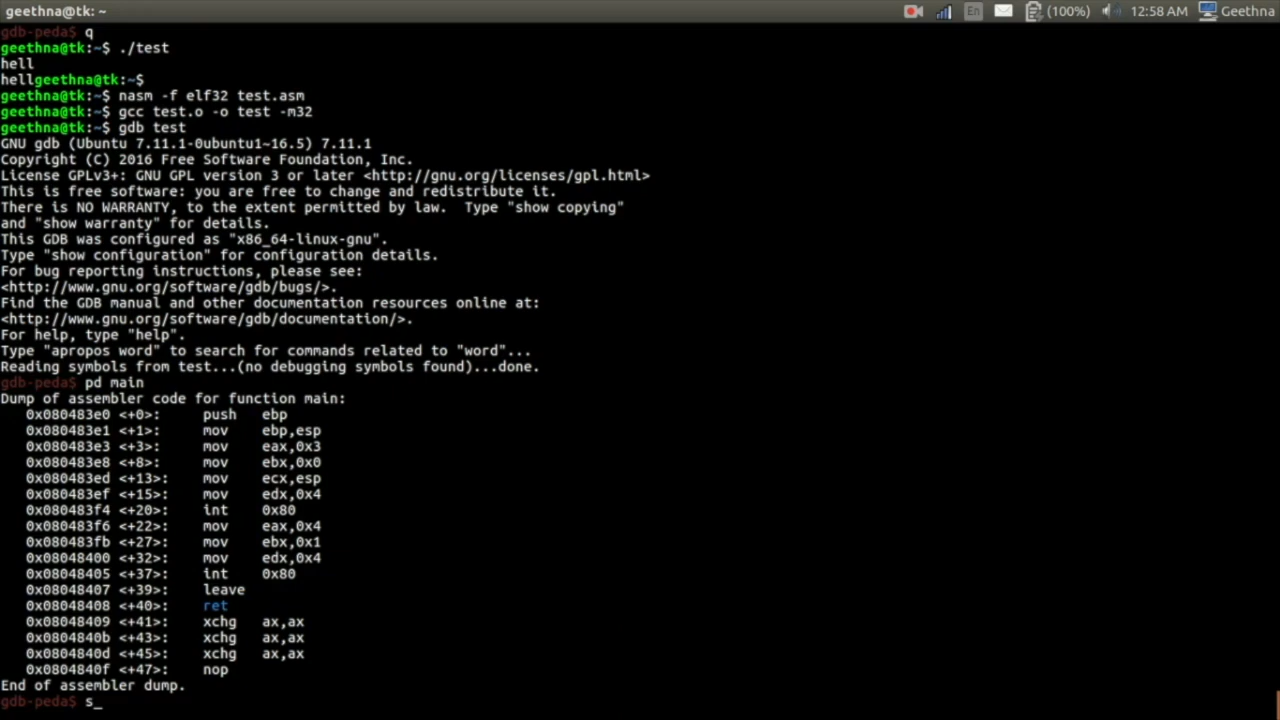 geethna@tk: ~
En
(100%)
12:58 AM
Geethna
gdb-peda$ q
geethna@tk:~$ ./test
hell
hellgeethna@tk:~$
geethna@tk:~$ nasm -f elf32 test.asm
geethna@tk:~$ gcc test.o -o test -m32
geethna@tk:~$ gdb test
GNU gdb (Ubuntu 7.11.1-0ubuntu1~16.5) 7.11.1
Copyright (C) 2016 Free Software Foundation, Inc.
License GPLv3+: GNU GPL version 3 or later <http://gnu.org/licenses/gpl.html>
This is free software: you are free to change and redistribute it.
There is NO WARRANTY, to the extent permitted by law.  Type "show copying"
and "show warranty" for details.
This GDB was configured as "x86_64-linux-gnu".
Type "show configuration" for configuration details.
For bug reporting instructions, please see:
<http://www.gnu.org/software/gdb/bugs/>.
Find the GDB manual and other documentation resources online at:
<http://www.gnu.org/software/gdb/documentation/>.
For help, type "help".
Type "apropos word" to search for commands related to "word"...
Reading symbols from test...(no debugging symbols found)...done.
gdb-peda$ pd main
Dump of assembler code for function main:
0x080483e0 <+0>: push ebp
0x080483e1 <+1>: mov ebp,esp
0x080483e3 <+3>: mov eax,0x3
0x080483e8 <+8>: mov ebx,0x0
0x080483ed <+13>: mov ecx,esp
0x080483ef <+15>: mov edx,0x4
0x080483f4 <+20>: int 0x80
0x080483f6 <+22>: mov eax,0x4
0x080483fb <+27>: mov ebx,0x1
0x08048400 <+32>: mov edx,0x4
0x08048405 <+37>: int 0x80
0x08048407 <+39>: leave
0x08048408 <+40>: ret
0x08048409 <+41>: xchg ax,ax
0x0804840b <+43>: xchg ax,ax
0x0804840d <+45>: xchg ax,ax
0x0804840f <+47>: nop
End of assembler dump.
gdb-peda$ s_